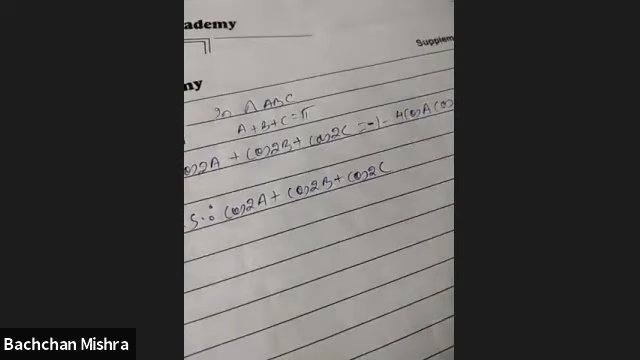 ademy
Supplem
ny
In Δ ABC
A + B + C = π
cos2A + cos2B + cos2C = -1 - 4cosA cos
S:- cos2A + cos2B + cos2C
Bachchan Mishra